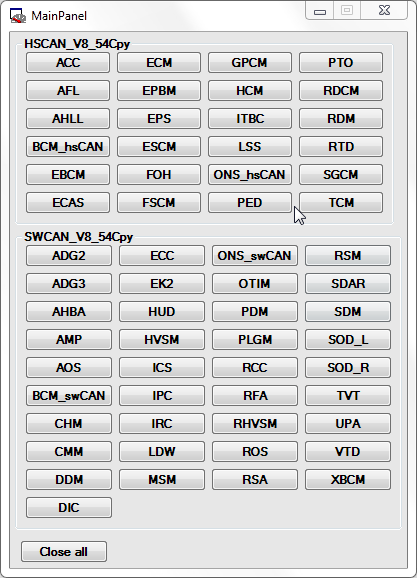 MainPanel
HSCAN_V8_54Cpy
ACC ECM GPCM PTO
AFL EPBM HCM RDCM
AHLL EPS ITBC RDM
BCM_hsCAN ESCM LSS RTD
EBCM FOH ONS_hsCAN SGCM
ECAS FSCM PED TCM
SWCAN_V8_54Cpy
ADG2 ECC ONS_swCAN RSM
ADG3 EK2 OTIM SDAR
AHBA HUD PDM SDM
AMP HVSM PLGM SOD_L
AOS ICS RCC SOD_R
BCM_swCAN IPC RFA TVT
CHM IRC RHVSM UPA
CMM LDW ROS VTD
DDM MSM RSA XBCM
DIC
Close all